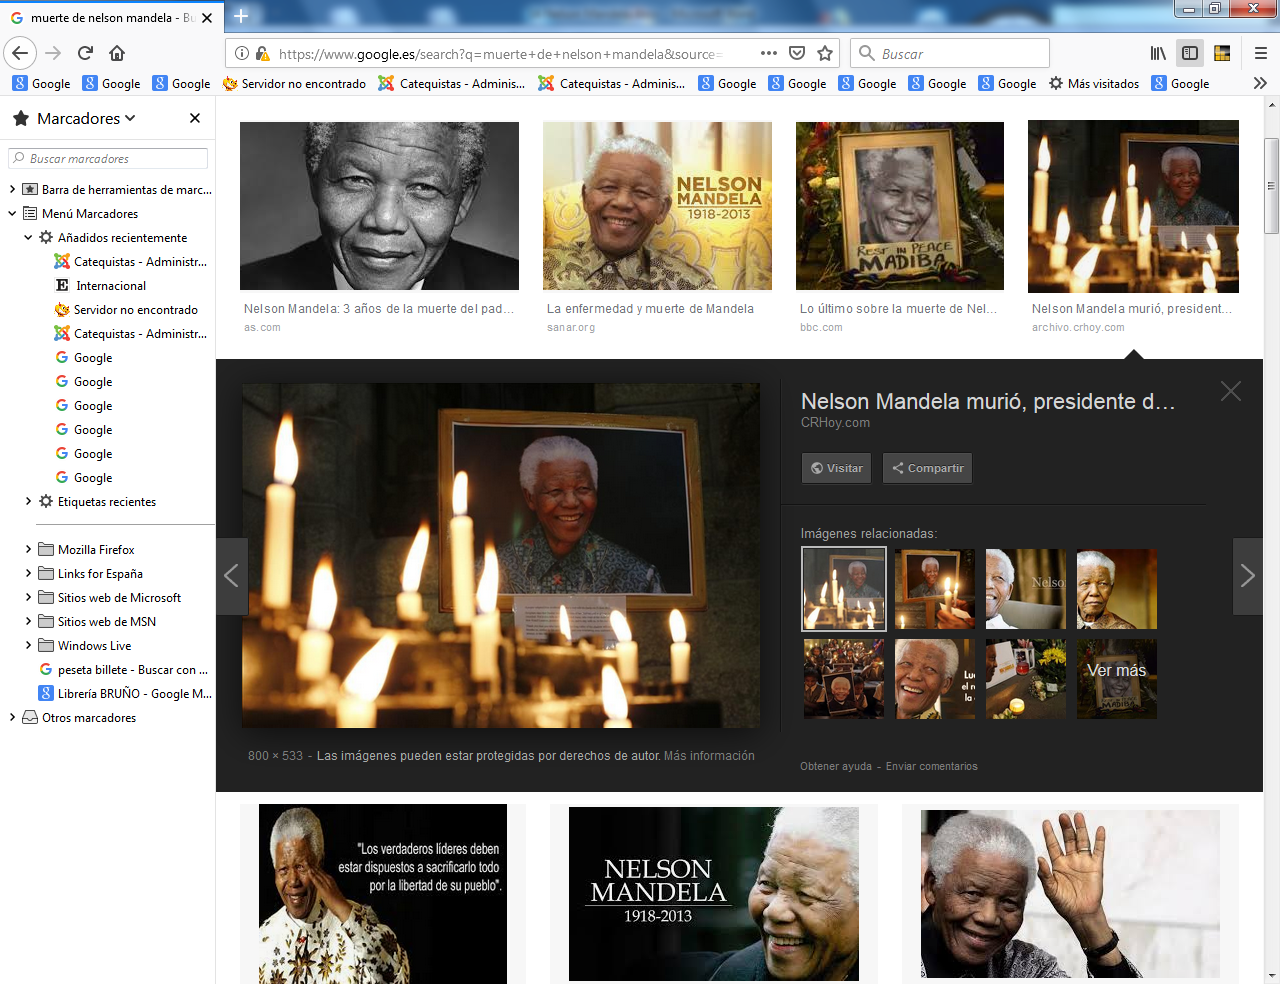 muerte de nelson mandela - Bu
https://www.google.es/search?q=muerte+de+nelson+mandela&source=
Buscar
Google
Google
Google
Servidor no encontrado
Catequistas - Adminis...
Catequistas - Adminis...
Google
Google
Google
Google
Google
Más visitados
Google
Marcadores
Buscar marcadores
Barra de herramientas de marc...
Menú Marcadores
Añadidos recientemente
Catequistas - Administr...
E Internacional
Servidor no encontrado
Catequistas - Administr...
Google
Google
Google
Google
Google
Google
Etiquetas recientes
Mozilla Firefox
Links for España
Sitios web de Microsoft
Sitios web de MSN
Windows Live
peseta billete - Buscar con ...
Librería BRUÑO - Google M...
Otros marcadores
NELSON
MANDELA
1918-2013
REST IN PEACE
MADIBA
Nelson Mandela: 3 años de la muerte del pad...
as.com
La enfermedad y muerte de Mandela
sanar.org
Lo último sobre la muerte de Nel...
bbc.com
Nelson Mandela murió, president...
archivo.crhoy.com
Nelson Mandela murió, presidente d...
CRHoy.com
Visitar
Compartir
Imágenes relacionadas:
Nelso
Luc
el r
la
Ver más
MADIBA
800 × 533 - Las imágenes pueden estar protegidas por derechos de autor. Más información
Obtener ayuda - Enviar comentarios
"Los verdaderos líderes deben
estar dispuestos a sacrificarlo todo
por la libertad de su pueblo".
NELSON
MANDELA
1918-2013